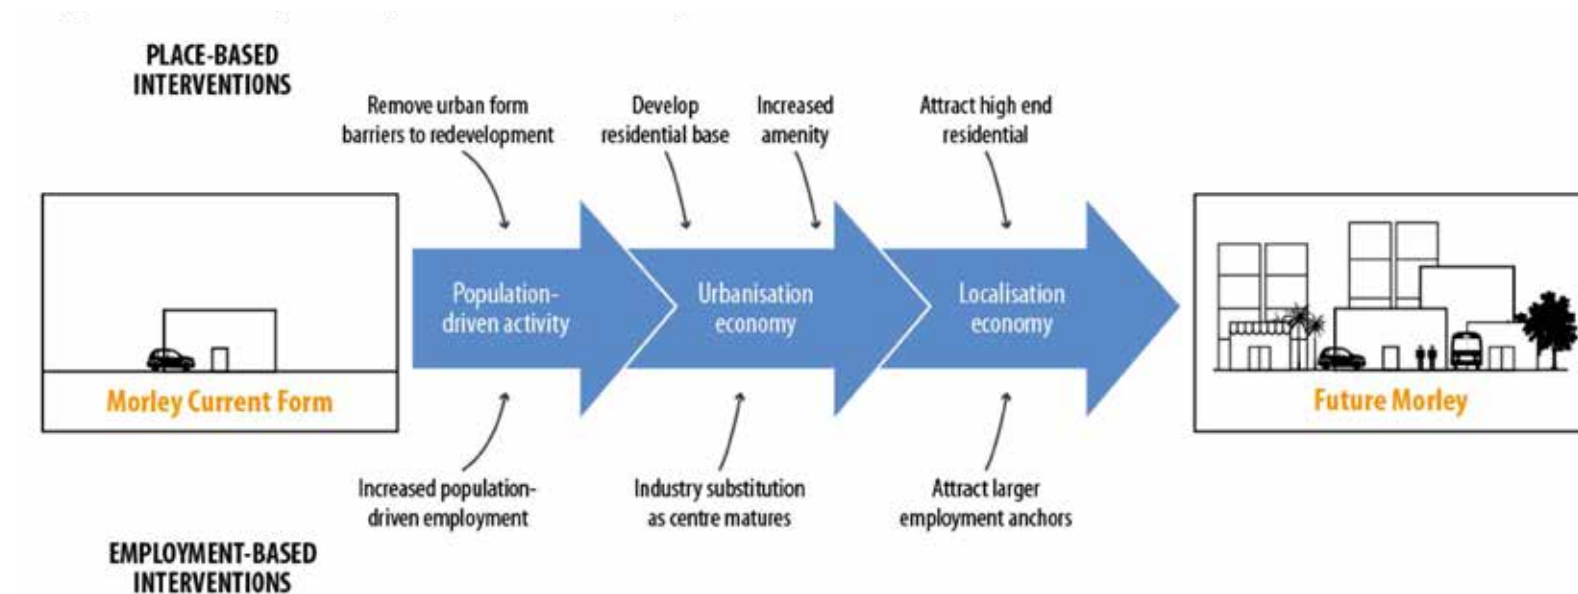 PLACE-BASED
INTERVENTIONS
Remove urban form
barriers to redevelopment
Develop
residential base
Increased
amenity
Attract high end
residential
Population-
driven activity
Urbanisation
economy
Localisation
economy
Morley Current Form
Future Morley
Increased population-
driven employment
Industry substitution
as centre matures
Attract larger
employment anchors
EMPLOYMENT-BASED
INTERVENTIONS